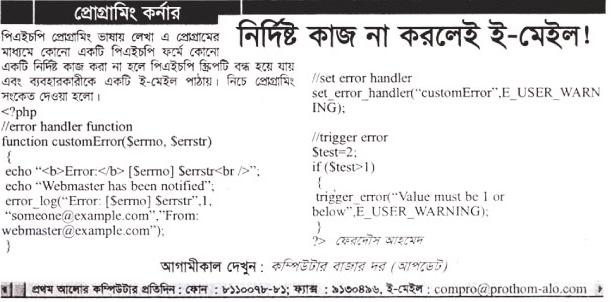 প্রোগ্রামিং কর্নার
নির্দিষ্ট কাজ না করলেই ই-মেইল!
পিএইচপি প্রোগ্রামিং ভাষায় লেখা এ প্রোগ্রামের
মাধ্যমে কোনো একটি পিএইচপি ফর্মে কোনো
একটি নির্দিষ্ট কাজ করা না হলে পিএইচপি স্ক্রিপটি বন্ধ হয়ে যায়
এবং ব্যবহারকারীকে একটি ই-মেইল পাঠায়। নিচে প্রোগ্রামিং
সংকেত দেওয়া হলো।
<?php
//error handler function
function customError($errno, $errstr)
{
echo “<b>Error:</b> [$errno] $errstr<br />”;
echo “Webmaster has been notified”;
error_log(“Error: [$errno] $errstr”,1,
“someone@example.com”,”From:
webmaster@example.com”);
}
//set error handler
set_error_handler(“customError”,E_USER_WARN
ING);
//trigger error
$test=2;
if ($test>1)
{
trigger_error(“Value must be 1 or
below”,E_USER_WARNING);
}
?> ফেরদৌস আহমেদ
আগামীকাল দেখুন : কম্পিউটার বাজার দর (আপডেট)
প্রথম আলোর কম্পিউটার প্রতিদিন : ফোন : ৮১১০০৭৮-৮১; ফ্যাক্স : ৯১৩০৪৯৬, ই-মেইল : compro@prothom-alo.com